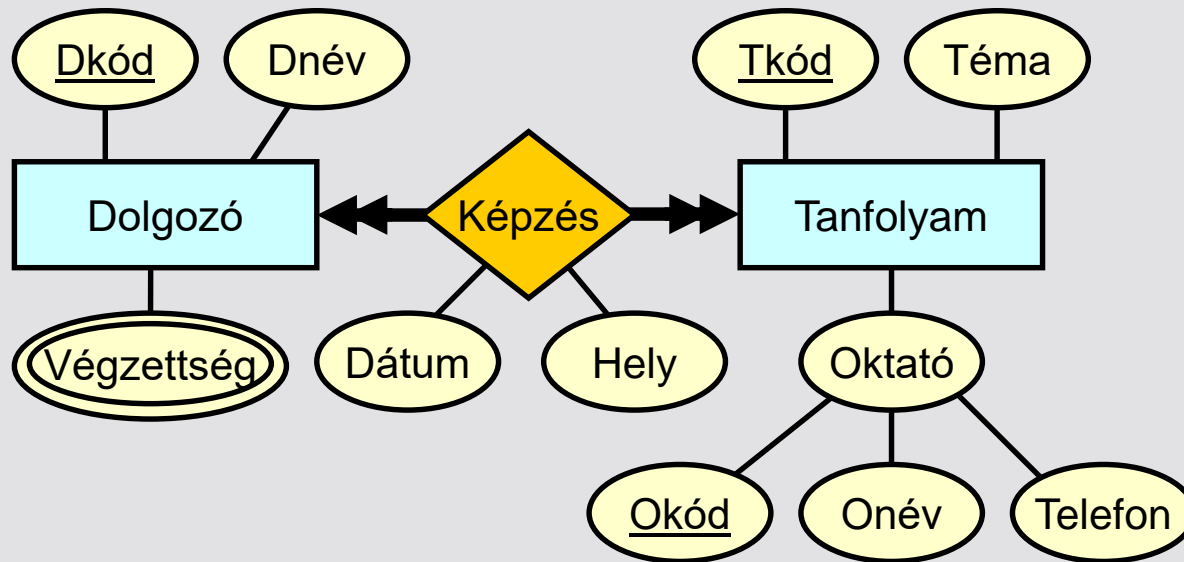 Dkód
Dnév
Tkód
Téma
Dolgozó
Képzés
Tanfolyam
Végzettség
Dátum
Hely
Oktató
Okód
Onév
Telefon